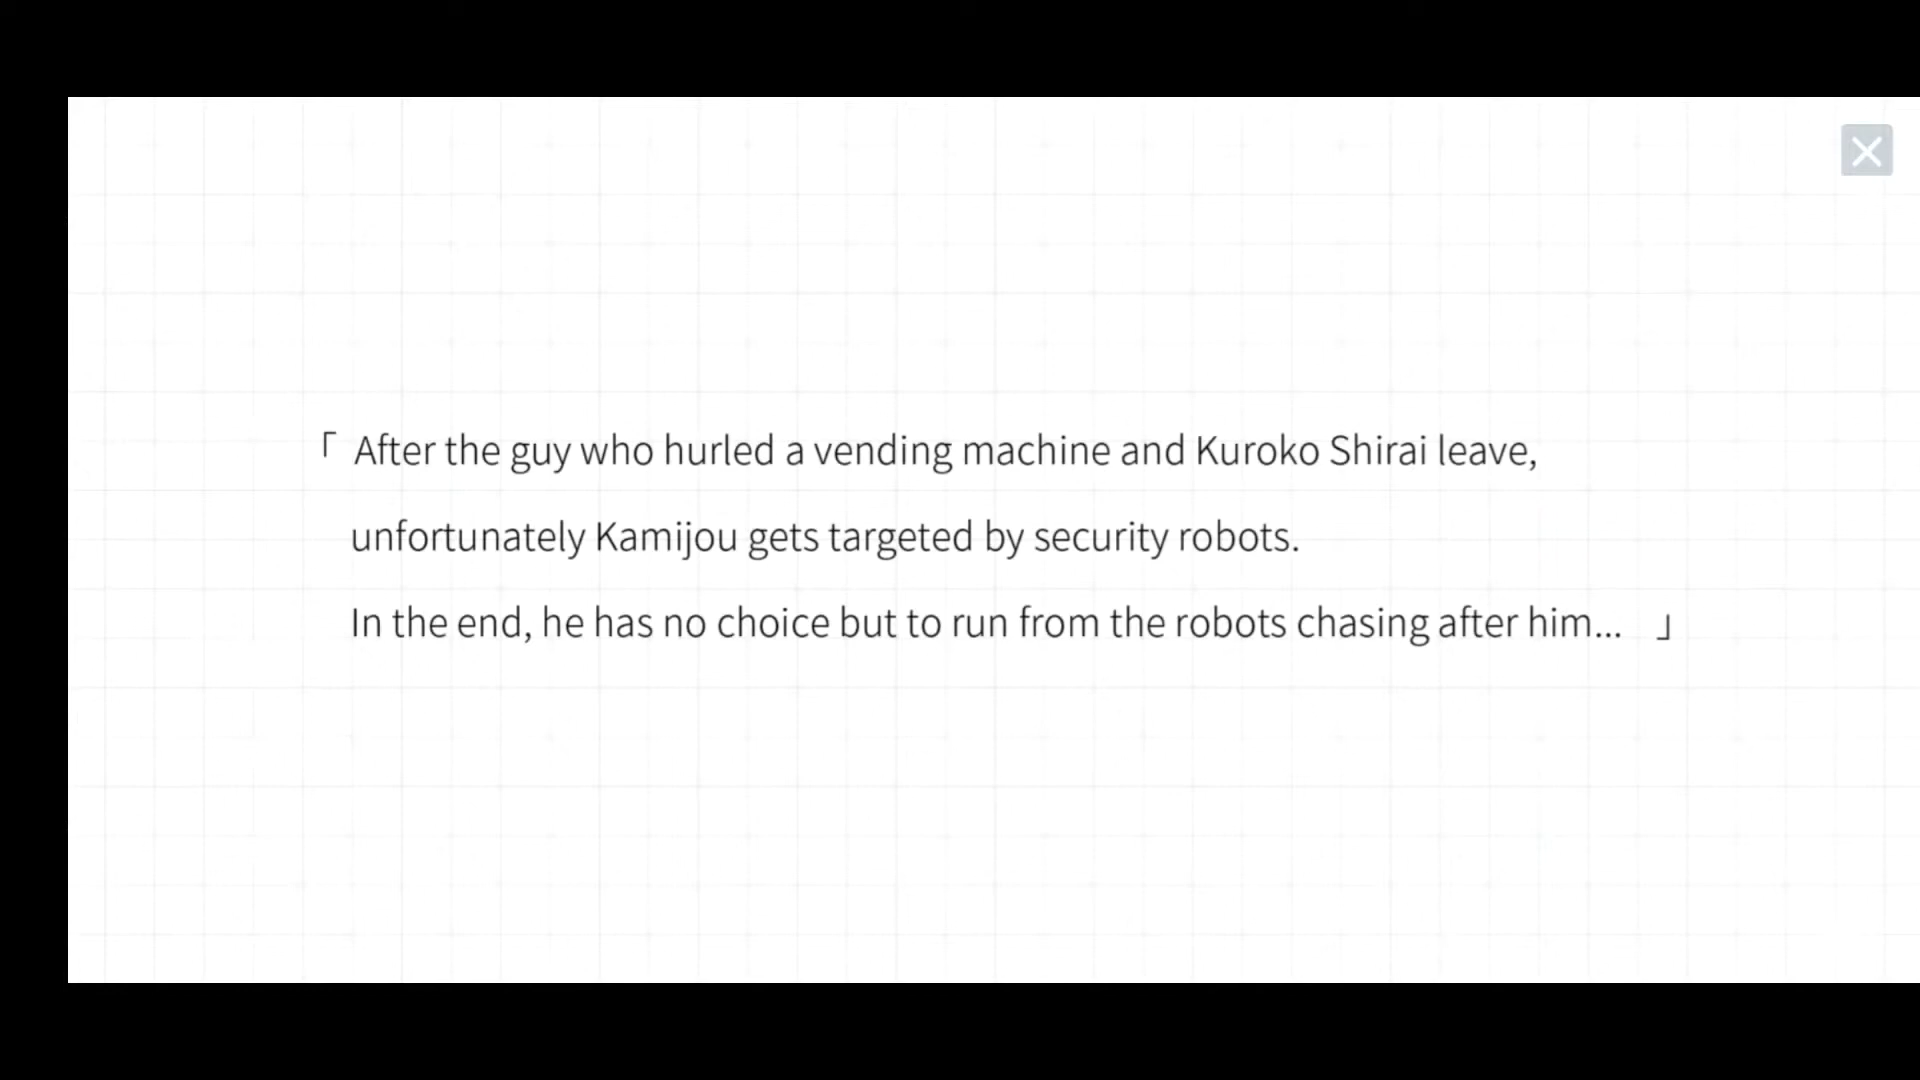 「 After the guy who hurled a vending machine and Kuroko Shirai leave,
unfortunately Kamijou gets targeted by security robots.
In the end, he has no choice but to run from the robots chasing after him... 」